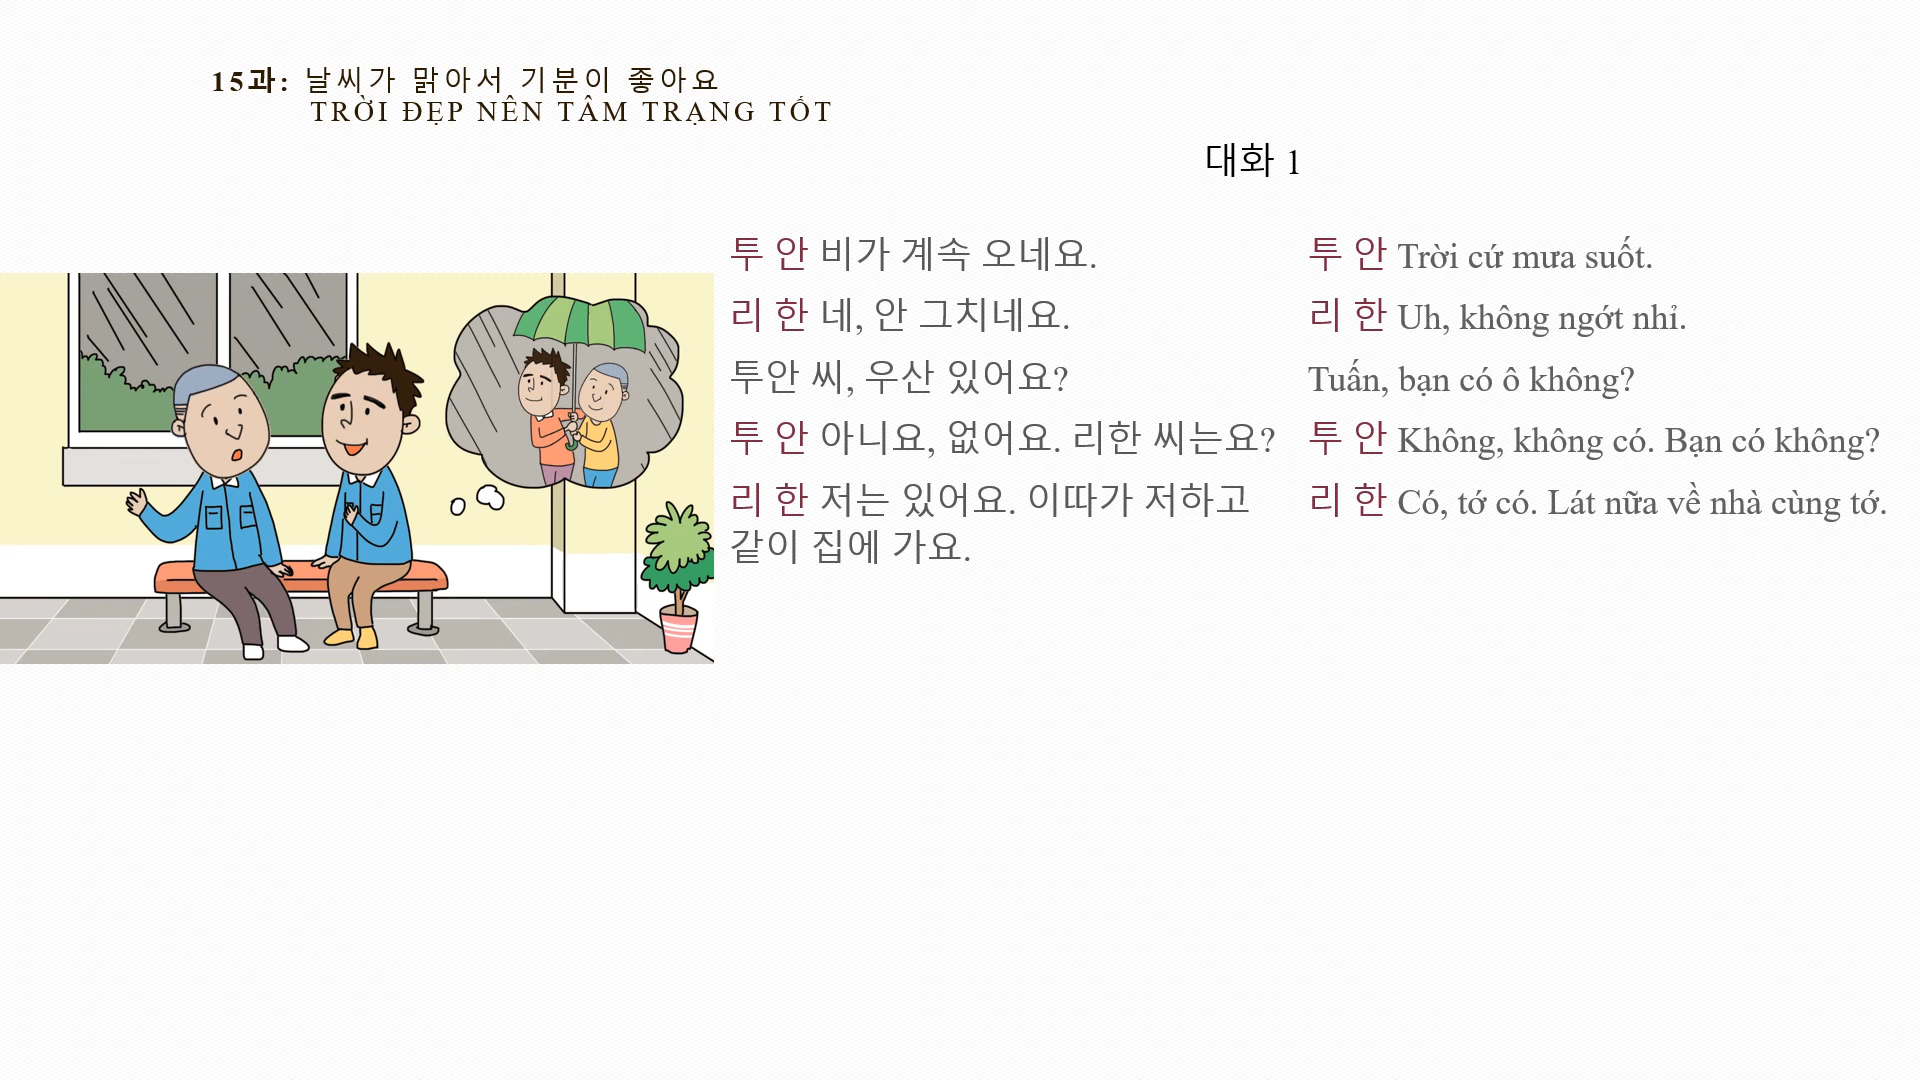 15과: 날씨가 맑아서 기분이 좋아요
TRỜI ĐẸP NÊN TÂM TRẠNG TỐT
대화 1
투 안 비가 계속 오네요.
리 한 네, 안 그치네요.
투안 씨, 우산 있어요?
투 안 아니요, 없어요. 리한 씨는요?
리 한 저는 있어요. 이따가 저하고
같이 집에 가요.
투 안 Trời cứ mưa suốt.
리 한 Uh, không ngớt nhỉ.
Tuấn, bạn có ô không?
투 안 Không, không có. Bạn có không?
리 한 Có, tớ có. Lát nữa về nhà cùng tớ.